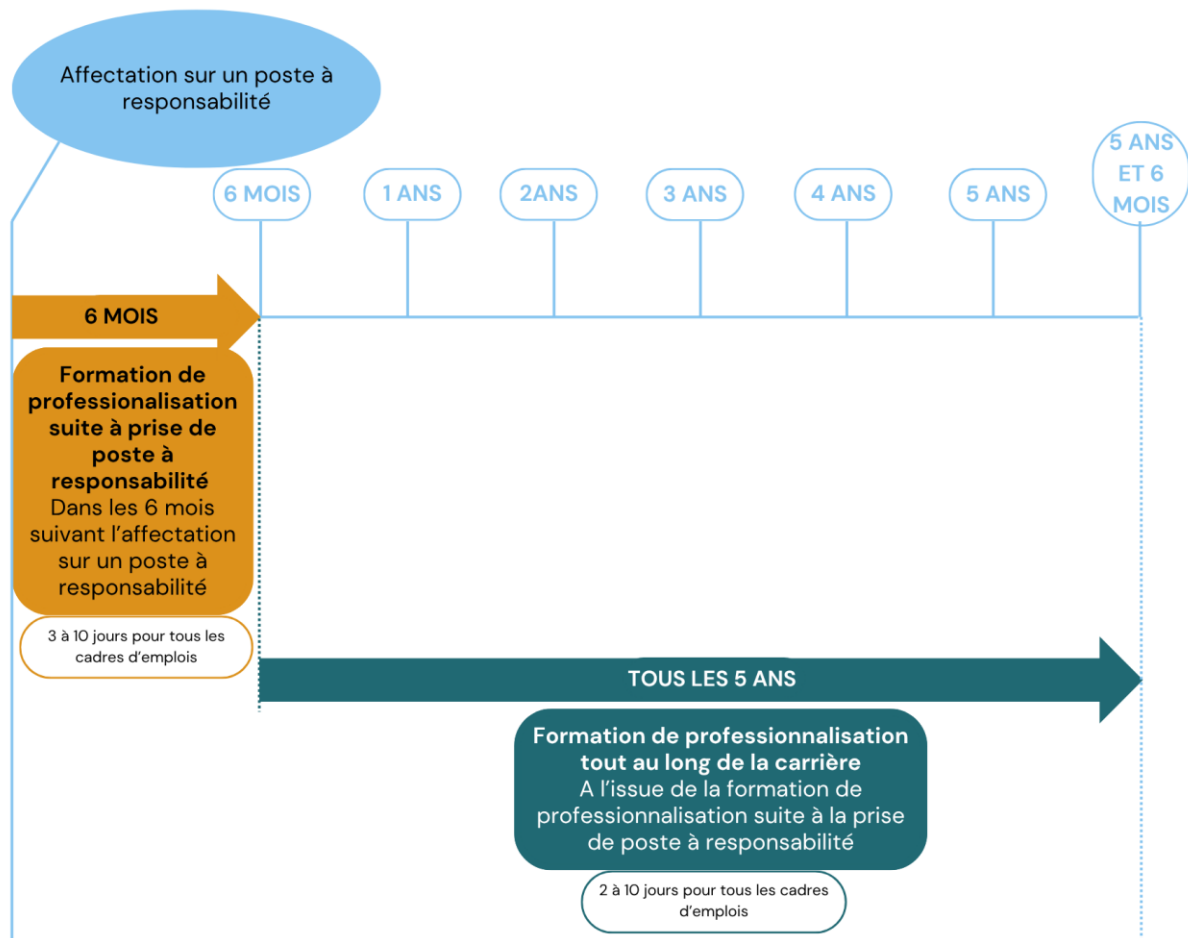 Affectation sur un poste à
responsabilité
6 MOIS
1 ANS
2ANS
3 ANS
4 ANS
5 ANS
5 ANS
ET 6
MOIS
6 MOIS
Formation de
professionalisation
suite à prise de
poste à
responsabilité
Dans les 6 mois
suivant l’affectation
sur un poste à
responsabilité
3 à 10 jours pour tous les
cadres d’emplois
TOUS LES 5 ANS
Formation de professionnalisation
tout au long de la carrière
A l’issue de la formation de
professionnalisation suite à la prise
de poste à responsabilité
2 à 10 jours pour tous les cadres
d’emplois